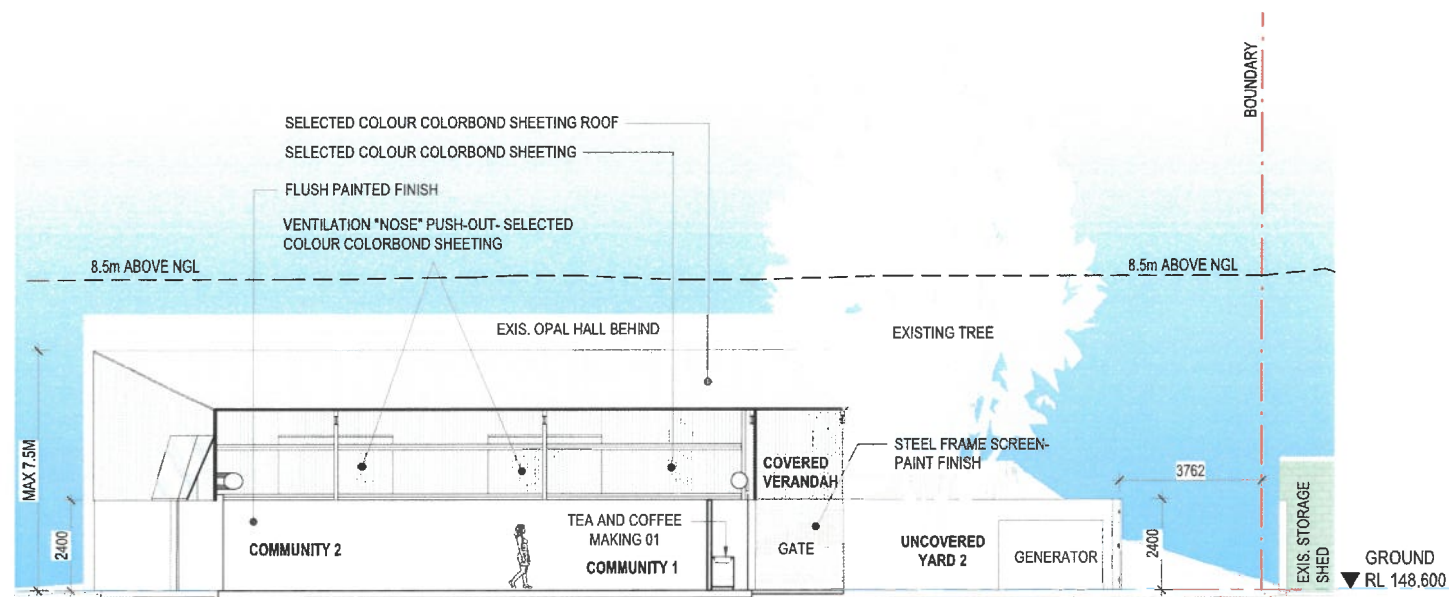 BOUNDARY
SELECTED COLOUR COLORBOND SHEETING ROOF
SELECTED COLOUR COLORBOND SHEETING
FLUSH PAINTED FINISH
VENTILATION "NOSE" PUSH-OUT- SELECTED
COLOUR COLORBOND SHEETING
8.5m ABOVE NGL
8.5m ABOVE NGL
EXIS. OPAL HALL BEHIND
EXISTING TREE
MAX 7.5M
STEEL FRAME SCREEN-
PAINT FINISH
COVERED
VERANDAH
3762
2400
COMMUNITY 2
TEA AND COFFEE
MAKING 01
COMMUNITY 1
GATE
UNCOVERED
YARD 2
GENERATOR
2400
EXIS. STORAGE
SHED
GROUND
RL 148,600